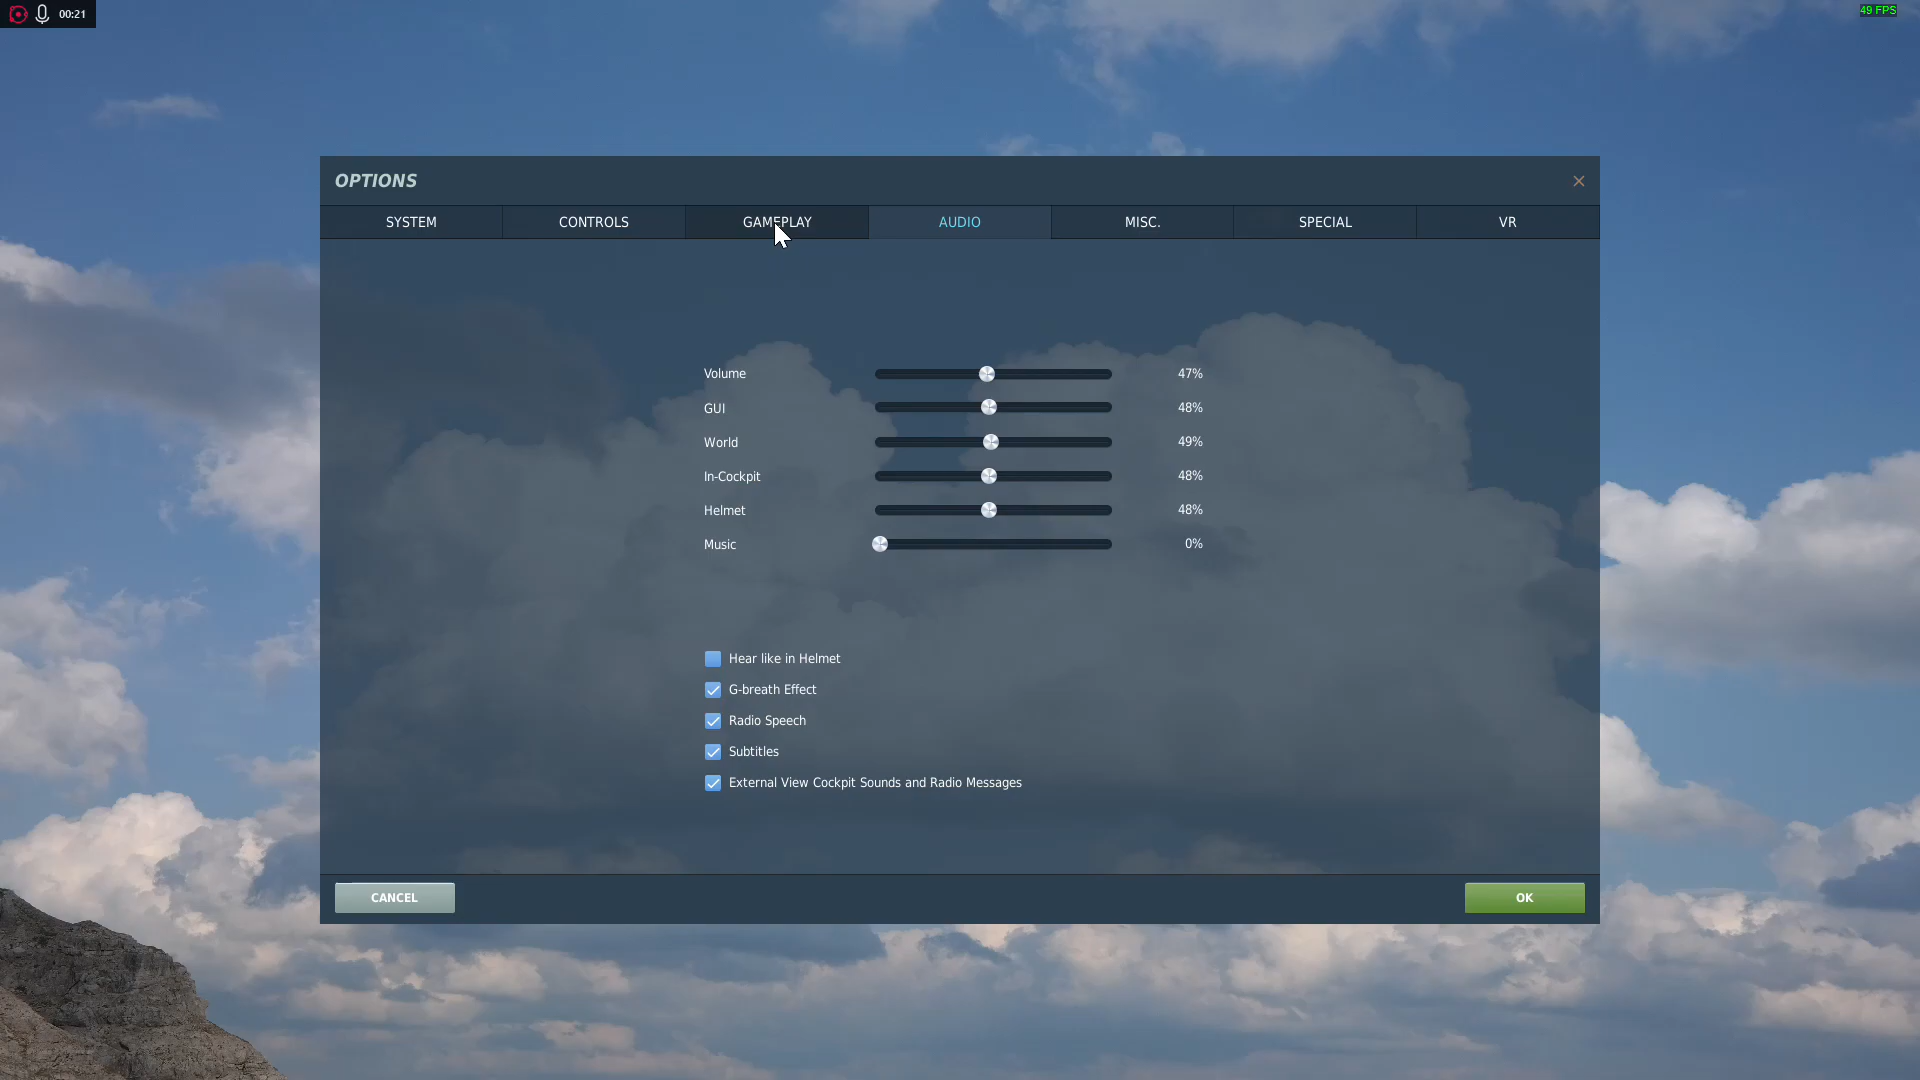 00:21
49 FPS
OPTIONS
SYSTEM CONTROLS GAMEPLAY AUDIO MISC. SPECIAL VR
Volume 47%
GUI 48%
World 49%
In-Cockpit 48%
Helmet 48%
Music 0%
Hear like in Helmet
G-breath Effect
Radio Speech
Subtitles
External View Cockpit Sounds and Radio Messages
CANCEL OK